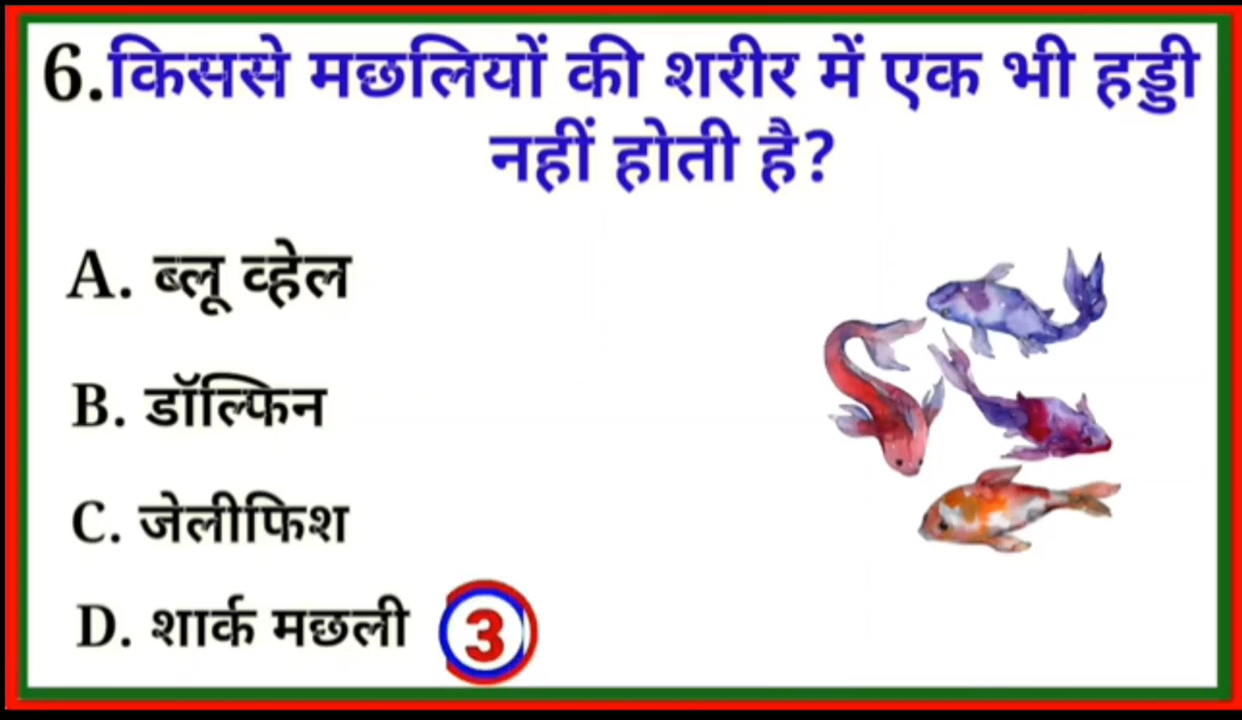 6.किससे मछलियों की शरीर में एक भी हड्डी
नहीं होती है?
A. ब्लू व्हेल
B. डॉल्फिन
C. जेलीफिश
D. शार्क मछली 3